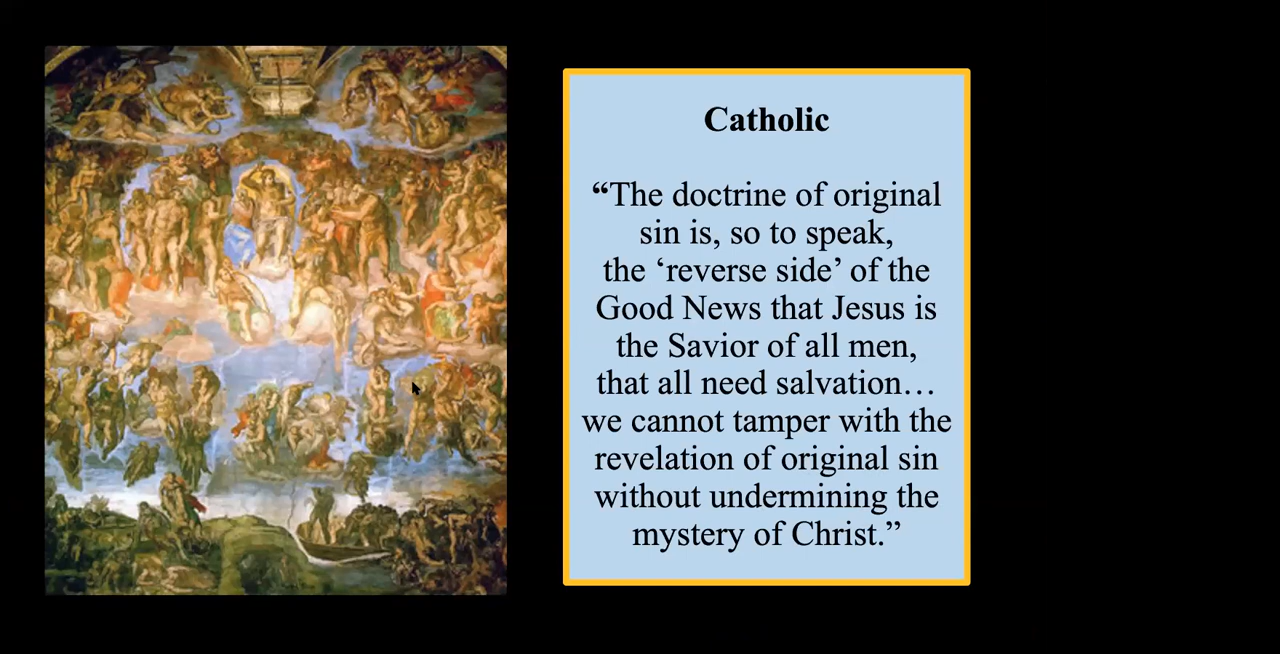 Catholic
“The doctrine of original
sin is, so to speak,
the ‘reverse side’ of the
Good News that Jesus is
the Savior of all men,
that all need salvation…
we cannot tamper with the
revelation of original sin
without undermining the
mystery of Christ.”